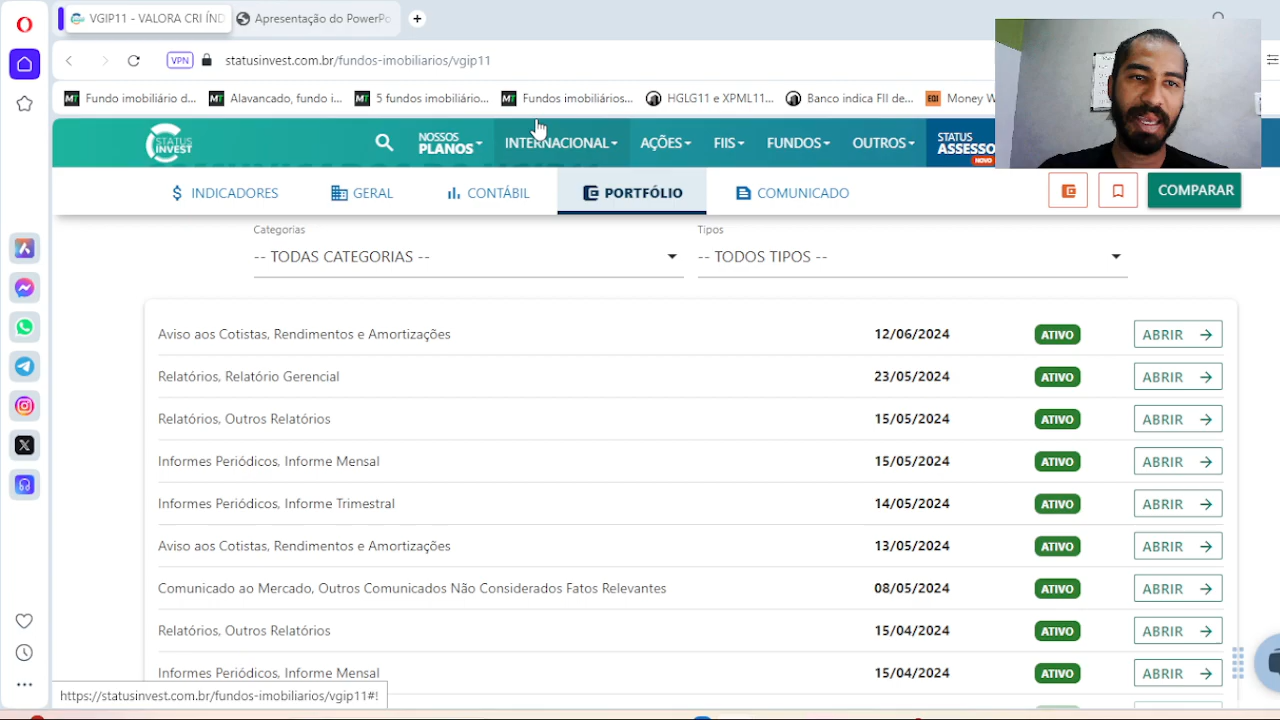 VGIP11 - VALORA CRI ÍND
Apresentação do PowerPo
VPN
statusinvest.com.br/fundos-imobiliarios/vgip11
Fundo imobiliário d...
Alavancado, fundo i...
5 fundos imobiliário...
Fundos imobiliários...
HGLG11 e XPML11...
Banco indica FII de...
EQI
Money W
STATUS INVEST
NOSSOS PLANOS
INTERNACIONAL
AÇÕES
FIIS
FUNDOS
OUTROS
STATUS ASSESSO
NOVO
INDICADORES
GERAL
CONTÁBIL
PORTFÓLIO
COMUNICADO
COMPARAR
Categorias
Tipos
-- TODAS CATEGORIAS --
-- TODOS TIPOS --
Aviso aos Cotistas, Rendimentos e Amortizações 12/06/2024 ATIVO ABRIR
Relatórios, Relatório Gerencial 23/05/2024 ATIVO ABRIR
Relatórios, Outros Relatórios 15/05/2024 ATIVO ABRIR
Informes Periódicos, Informe Mensal 15/05/2024 ATIVO ABRIR
Informes Periódicos, Informe Trimestral 14/05/2024 ATIVO ABRIR
Aviso aos Cotistas, Rendimentos e Amortizações 13/05/2024 ATIVO ABRIR
Comunicado ao Mercado, Outros Comunicados Não Considerados Fatos Relevantes 08/05/2024 ATIVO ABRIR
Relatórios, Outros Relatórios 15/04/2024 ATIVO ABRIR
Informes Periódicos, Informe Mensal 15/04/2024 ATIVO ABRIR
https://statusinvest.com.br/fundos-imobiliarios/vgip11#!